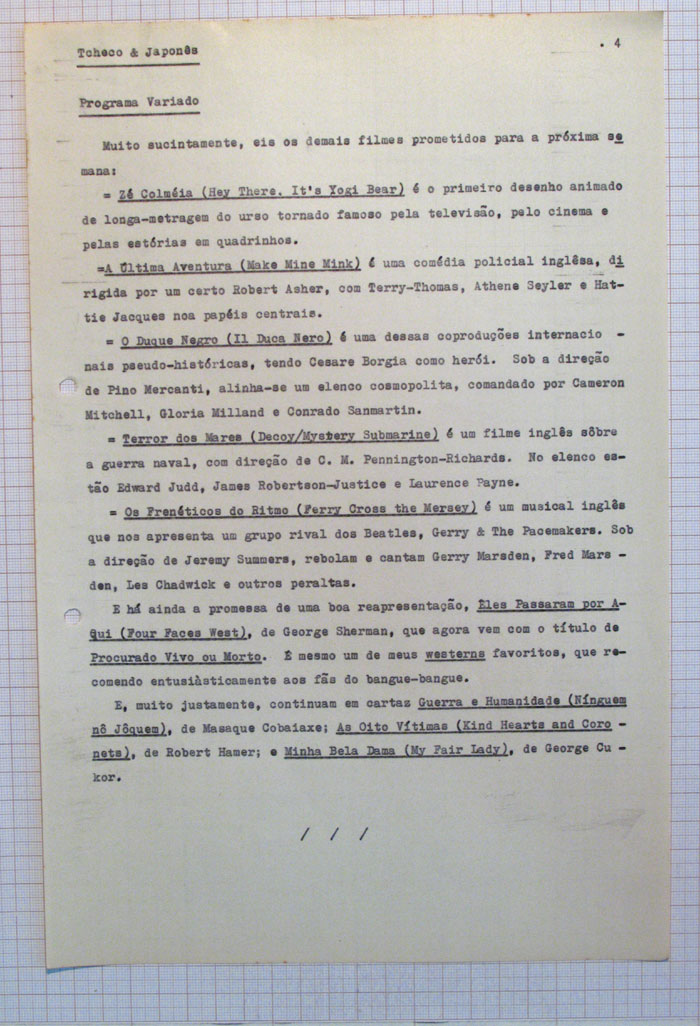 Tcheco & Japonês
. 4
Programa Variado
Muito sucintamente, eis os demais filmes prometidos para a próxima se
mana:
= Zé Colméia (Hey There, It's Yogi Bear) é o primeiro desenho animado
de longa-metragem do urso tornado famoso pela televisão, pelo cinema e
pelas estórias em quadrinhos.
=A Última Aventura (Make Mine Mink) é uma comédia policial inglêsa, di
rigida por um certo Robert Asher, com Terry-Thomas, Athene Seyler e Hat-
tie Jacques noa papéis centrais.
= O Duque Negro (Il Duca Nero) é uma dessas coproduções internacio -
nais pseudo-históricas, tendo Cesare Borgia como herói. Sob a direção
de Pino Mercanti, alinha-se um elenco cosmopolita, comandado por Cameron
Mitchell, Gloria Milland e Conrado Sanmartin.
= Terror dos Mares (Decoy/Mystery Submarine) é um filme inglês sôbre
a guerra naval, com direção de C. M. Pennington-Richards. No elenco es-
tão Edward Judd, James Robertson-Justice e Laurence Payne.
= Os Frenéticos do Ritmo (Ferry Cross the Mersey) é um musical inglês
que nos apresenta um grupo rival dos Beatles, Gerry & The Pacemakers. Sob
a direção de Jeremy Summers, rebolam e cantam Gerry Marsden, Fred Mars -
den, Les Chadwick e outros peraltas.
E há ainda a promessa de uma boa reapresentação, Êles Passaram por A-
qui (Four Faces West), de George Sherman, que agora vem com o título de
Procurado Vivo ou Morto. É mesmo um de meus westerns favoritos, que re-
comendo entusiàsticamente aos fãs do bangue-bangue.
E, muito justamente, continuam em cartaz Guerra e Humanidade (Nínguem
nô Jôquem), de Masaque Cobaiaxe; As Oito Vítimas (Kind Hearts and Coro -
nets), de Robert Hamer; e Minha Bela Dama (My Fair Lady), de George Cu -
kor.
/ / /